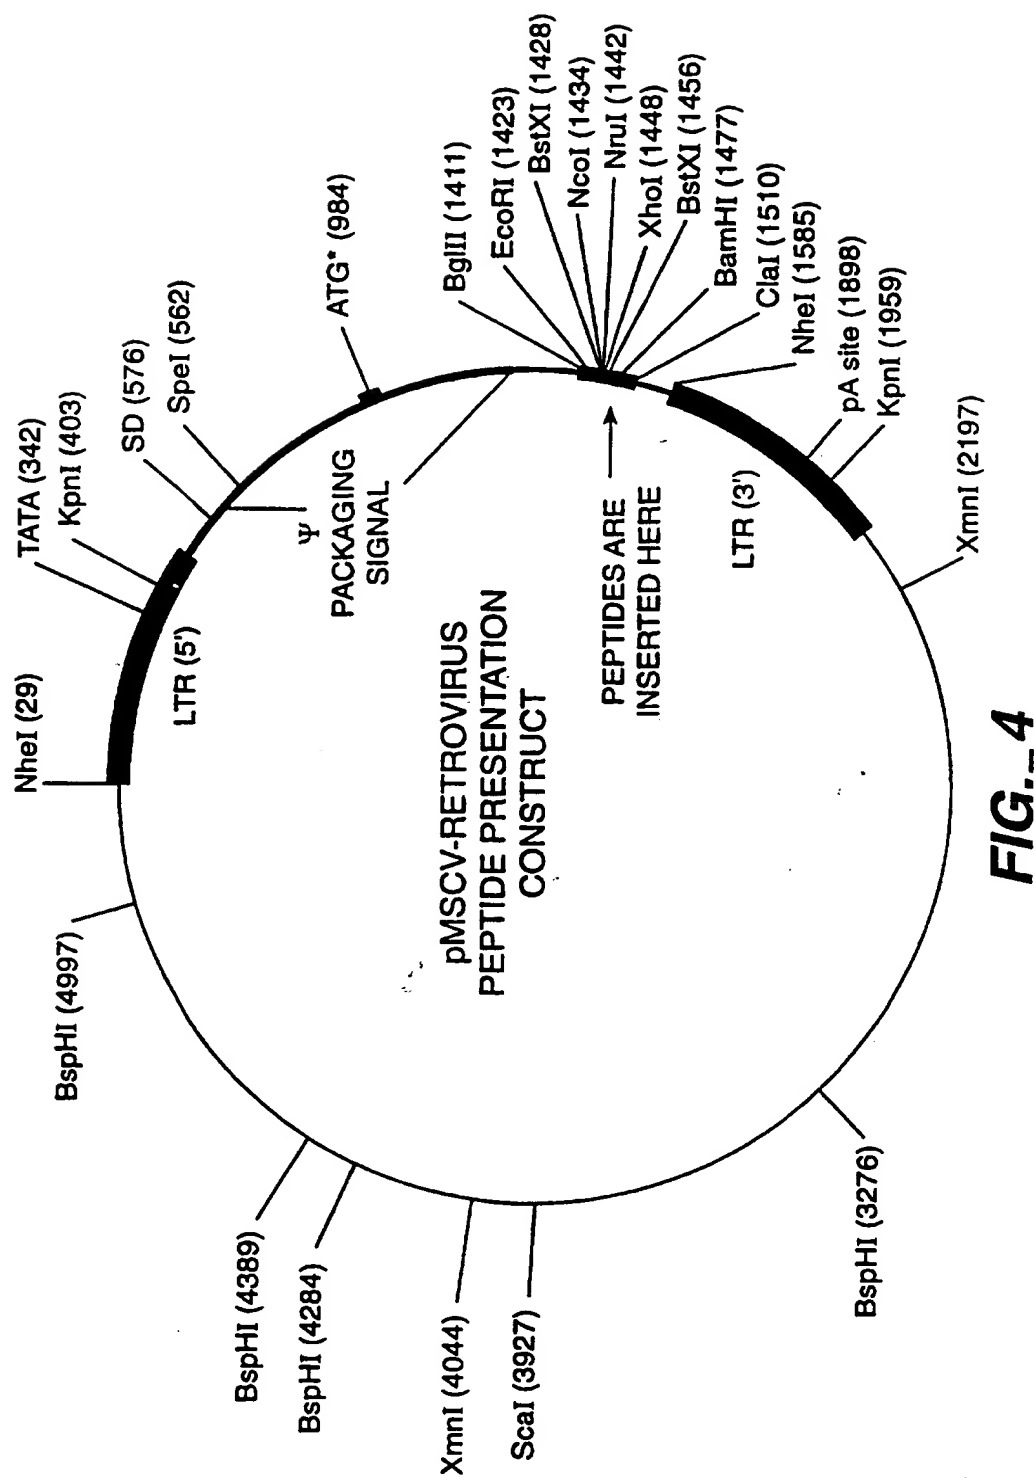 NheI (29)
TATA (342)
KpnI (403)
SD (576)
SpeI (562)
ATG* (984)
BglII (1411)
EcoRI (1423)
BstXI (1428)
NcoI (1434)
NruI (1442)
XhoI (1448)
BstXI (1456)
BamHI (1477)
ClaI (1510)
NheI (1585)
pA site (1898)
KpnI (1959)
XmnI (2197)
BspHI (3276)
ScaI (3927)
XmnI (4044)
BspHI (4284)
BspHI (4389)
BspHI (4997)
LTR (5')
Ψ
PACKAGING
SIGNAL
pMSCV-RETROVIRUS
PEPTIDE PRESENTATION
CONSTRUCT
PEPTIDES ARE
INSERTED HERE
LTR (3')
FIG._4